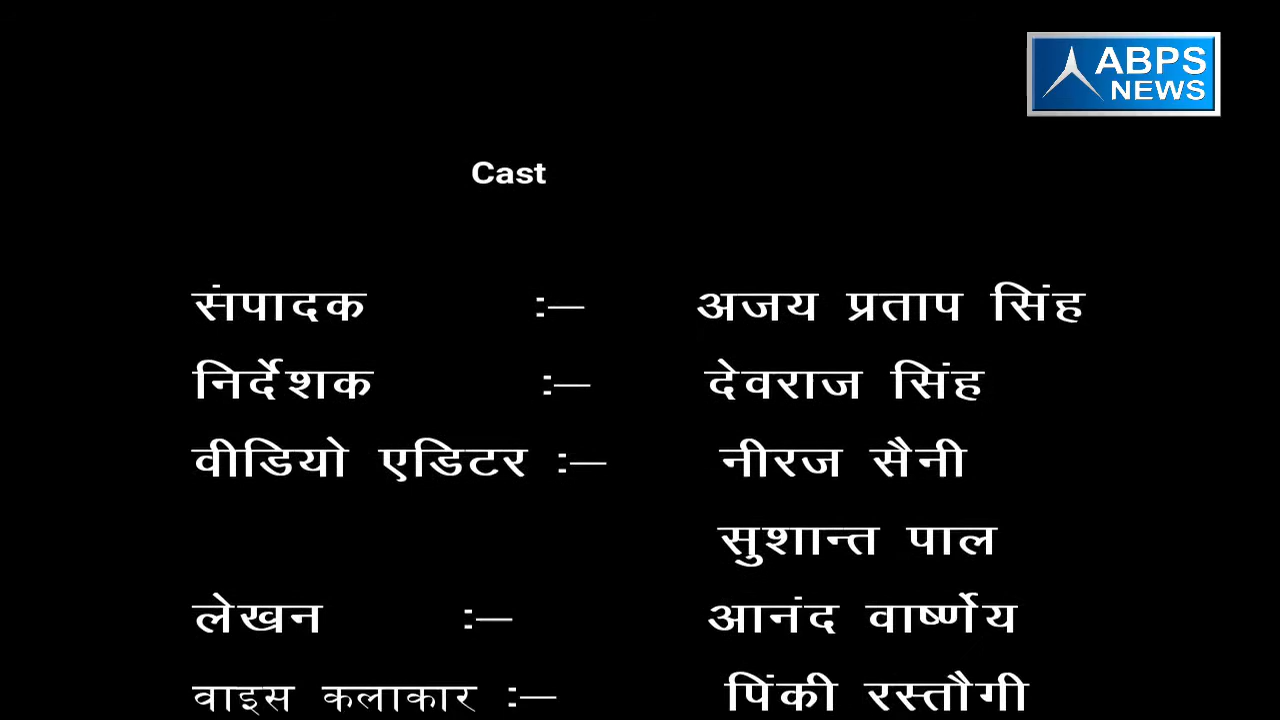 ABPS
NEWS
Cast
संपादक :— अजय प्रताप सिंह
निर्देशक :— देवराज सिंह
वीडियो एडिटर :— नीरज सैनी
सुशान्त पाल
लेखन :— आनंद वार्ष्णेय
वाइस कलाकार :— पिंकी रस्तौगी